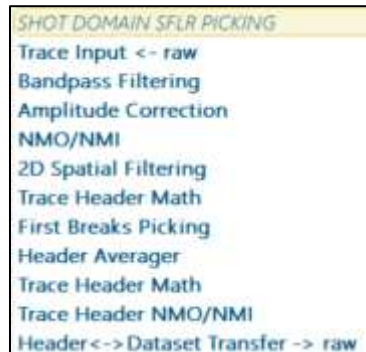 SHOT DOMAIN SFLR PICKING
Trace Input <- raw
Bandpass Filtering
Amplitude Correction
NMO/NMI
2D Spatial Filtering
Trace Header Math
First Breaks Picking
Header Averager
Trace Header Math
Trace Header NMO/NMI
Header<->Dataset Transfer -> raw